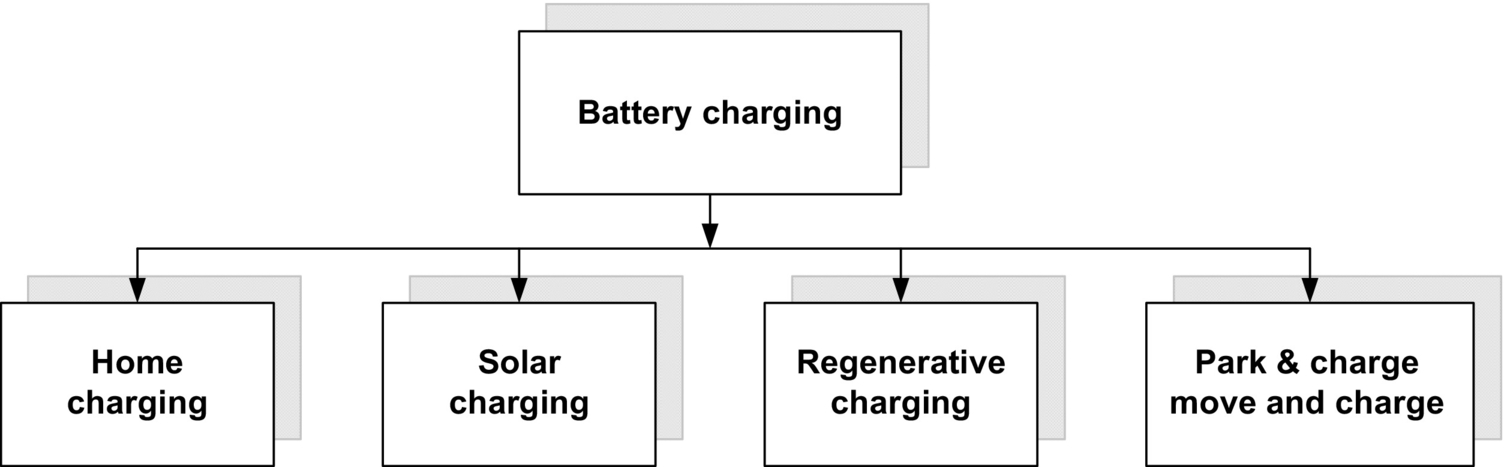 Battery charging
Home
charging
Solar
charging
Regenerative
charging
Park & charge
move and charge